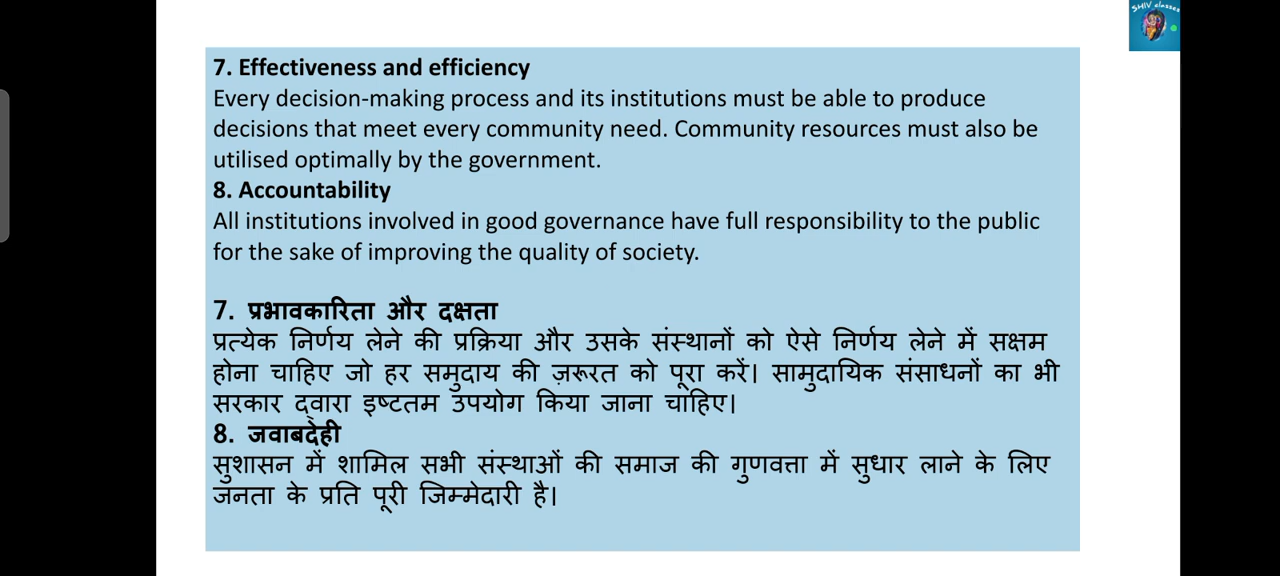 SHIV classes
7. Effectiveness and efficiency
Every decision-making process and its institutions must be able to produce
decisions that meet every community need. Community resources must also be
utilised optimally by the government.
8. Accountability
All institutions involved in good governance have full responsibility to the public
for the sake of improving the quality of society.
7. प्रभावकारिता और दक्षता
प्रत्येक निर्णय लेने की प्रक्रिया और उसके संस्थानों को ऐसे निर्णय लेने में सक्षम
होना चाहिए जो हर समुदाय की ज़रूरत को पूरा करें। सामुदायिक संसाधनों का भी
सरकार द्वारा इष्टतम उपयोग किया जाना चाहिए।
8. जवाबदेही
सुशासन में शामिल सभी संस्थाओं की समाज की गुणवत्ता में सुधार लाने के लिए
जनता के प्रति पूरी जिम्मेदारी है।